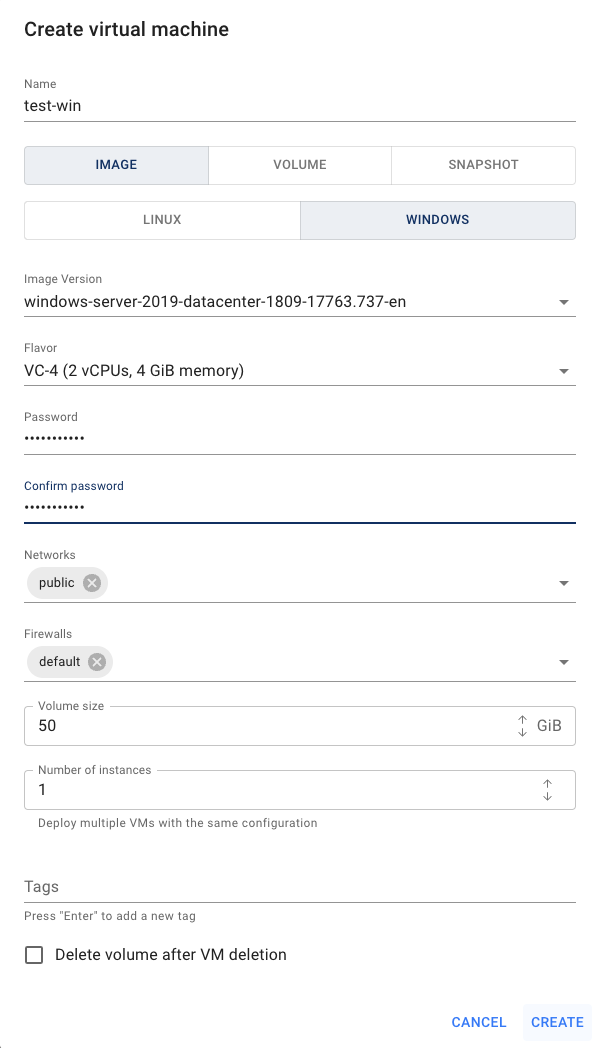 Create virtual machine
Name
test-win
IMAGE VOLUME SNAPSHOT
LINUX WINDOWS
Image Version
windows-server-2019-datacenter-1809-17763.737-en
Flavor
VC-4 (2 vCPUs, 4 GiB memory)
Password
•••••••••••
Confirm password
•••••••••••
Networks
public
Firewalls
default
Volume size
50 GiB
Number of instances
1
Deploy multiple VMs with the same configuration
Tags
Press "Enter" to add a new tag
Delete volume after VM deletion
CANCEL CREATE